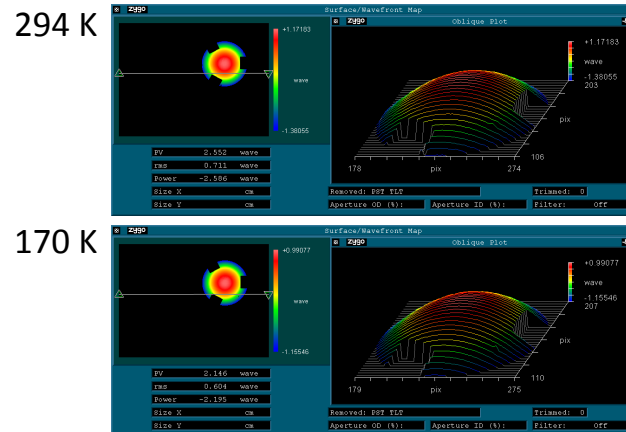 294 K
zygo Surface/Wavefront Map
zygo Oblique Plot
+1.17183
wave
-1.38055
+1.17183
wave
-1.38055
203
pix
106
178 pix 274
PV 2.552 wave
rms 0.711 wave
Power -2.586 wave
Size X cm
Size Y cm
Removed: PST TLT Trimmed: 0
Aperture OD (%): Aperture ID (%): Filter: Off
170 K
zygo Surface/Wavefront Map
zygo Oblique Plot
+0.99077
wave
-1.15546
+0.99077
wave
-1.15546
207
pix
110
179 pix 275
PV 2.146 wave
rms 0.604 wave
Power -2.195 wave
Size X cm
Size Y cm
Removed: PST TLT Trimmed: 0
Aperture OD (%): Aperture ID (%): Filter: Off